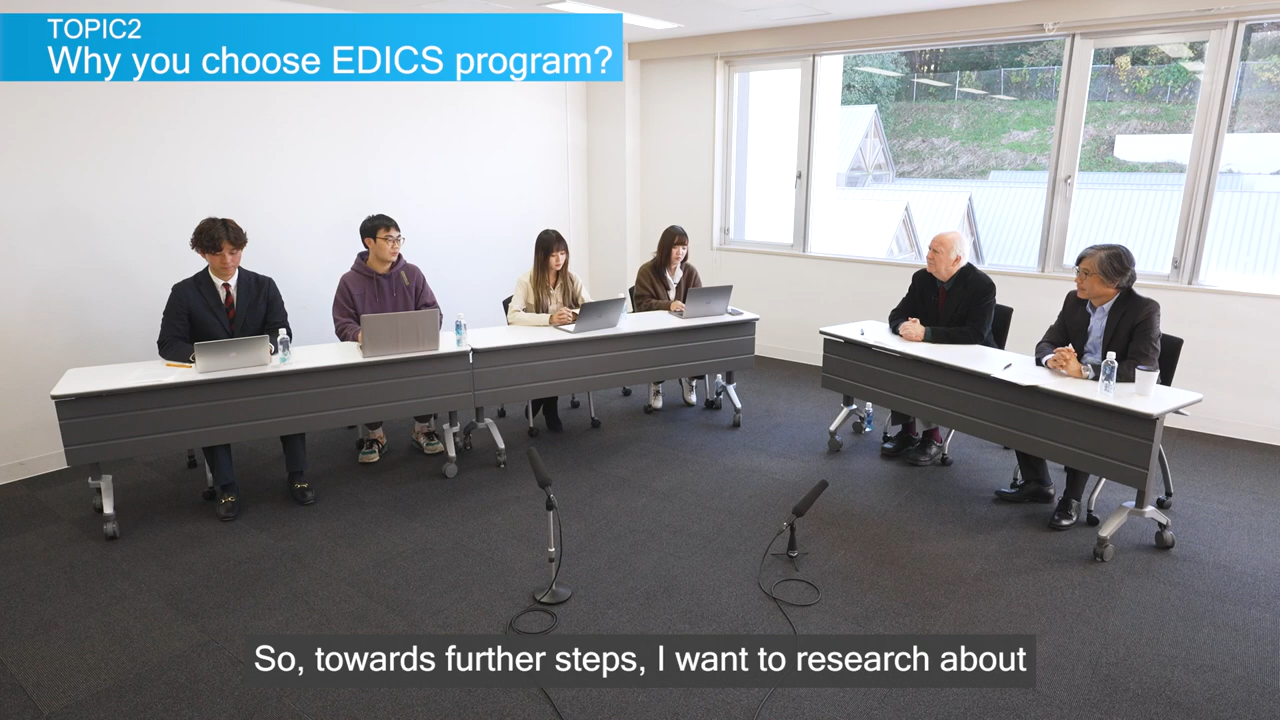 TOPIC2
Why you choose EDICS program?
So, towards further steps, I want to research about